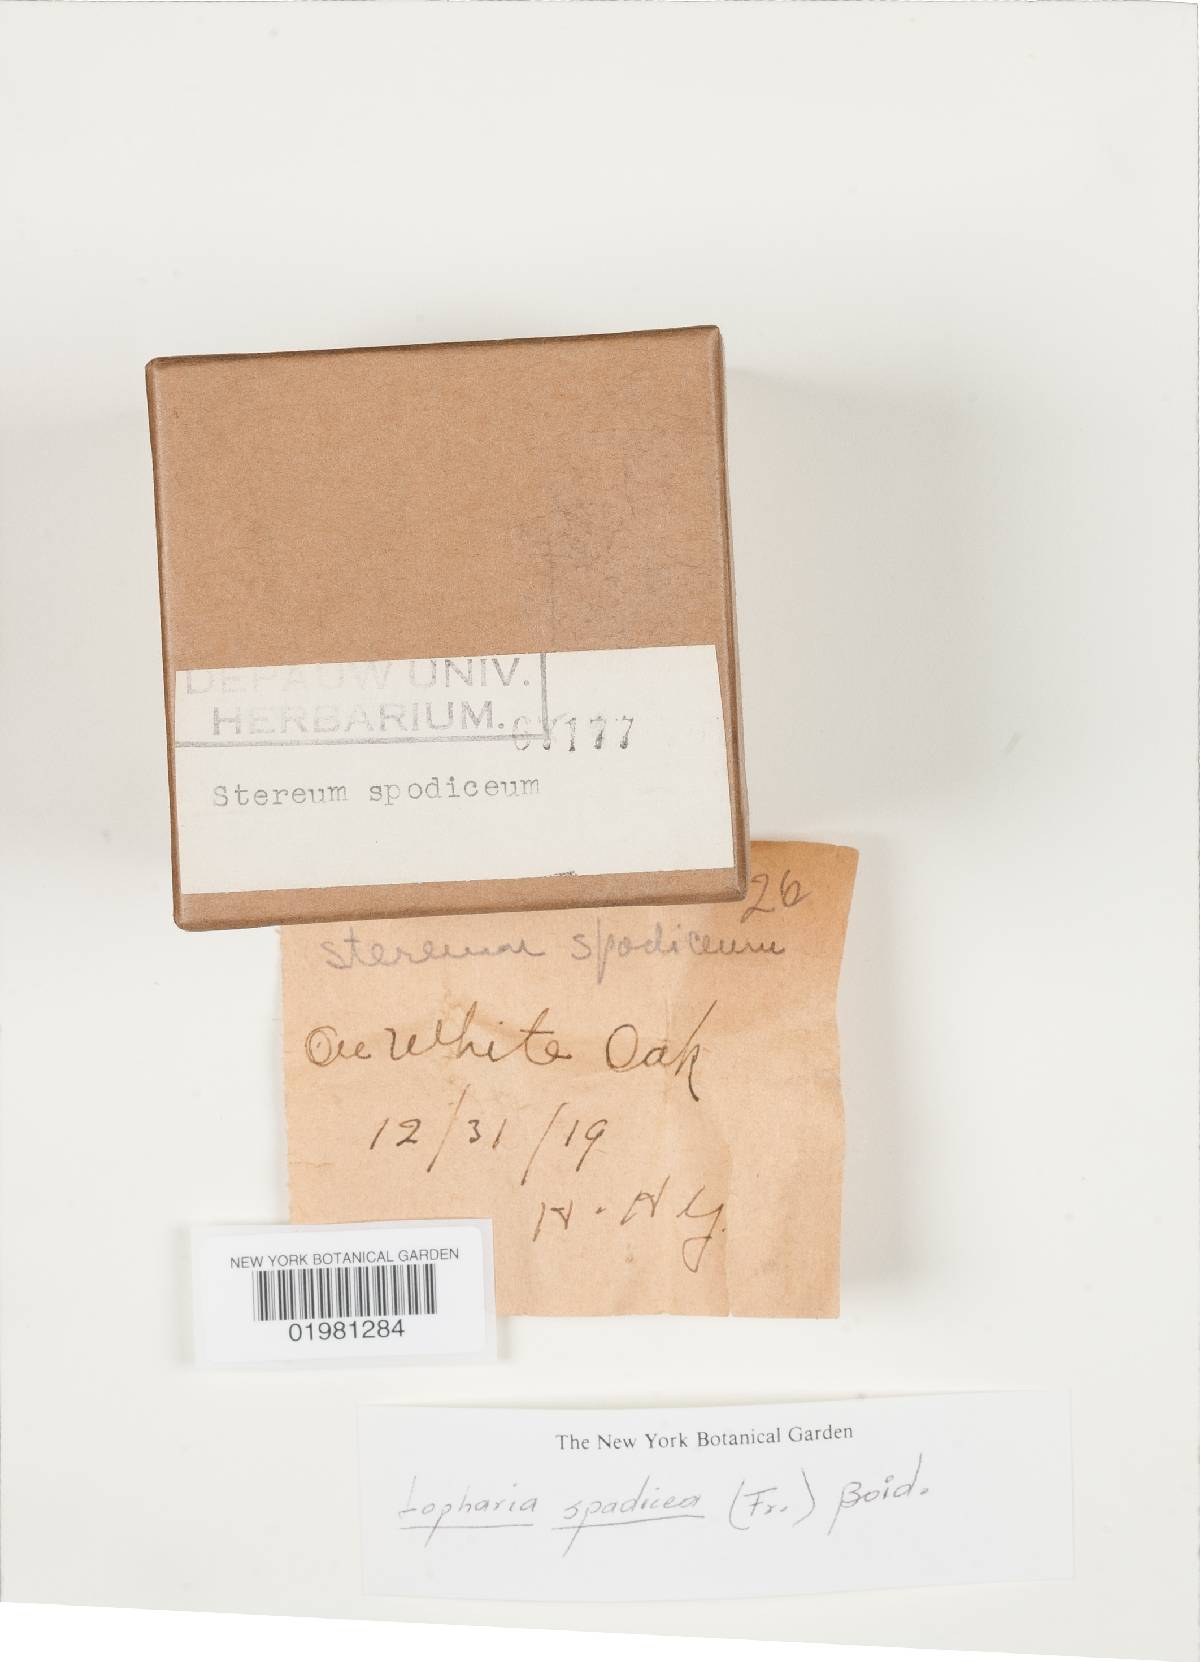 DEPAUW UNIV.
HERBARIUM.
177
Stereum spodiceum
26
Stereum spodiceum
On White Oak
12/31/19
H. H Y.
NEW YORK BOTANICAL GARDEN
01981284
The New York Botanical Garden
Lopharia spadicea (Fr.) Boid.